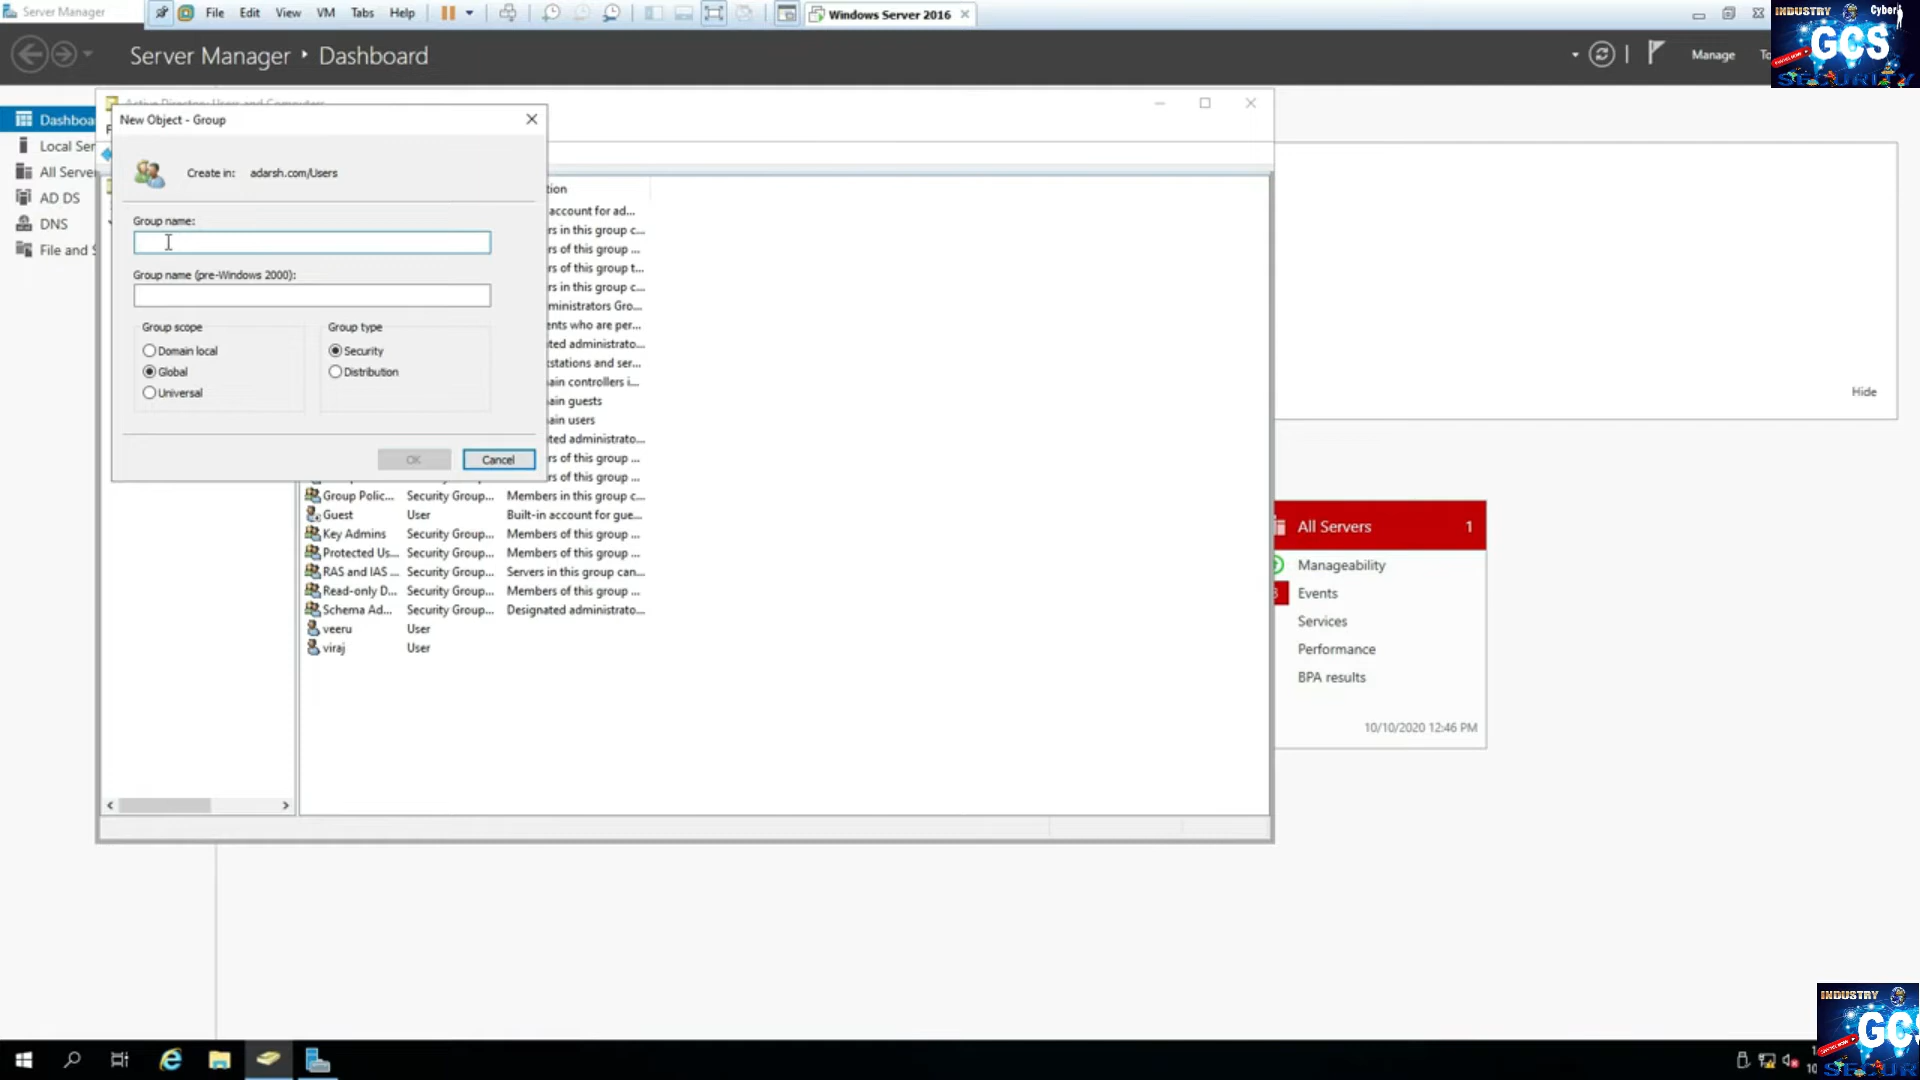 Server Manager
File Edit View VM Tabs Help
Windows Server 2016
INDUSTRY Cyber
GCS
SECURITY
Server Manager ‣ Dashboard
Manage
Dashboa
Local Ser
All Serve
AD DS
DNS
File and S
Active Directory Users and Computers
New Object - Group
Create in: adarsh.com/Users
Group name:
Group name (pre-Windows 2000):
Group scope
Domain local
Global
Universal
Group type
Security
Distribution
OK
Cancel
tion
account for ad...
rs in this group c...
rs of this group ...
rs of this group t...
rs in this group c...
ministrators Gro...
ents who are per...
ted administrato...
stations and ser...
ain controllers i...
ain guests
ain users
ted administrato...
rs of this group ...
rs of this group ...
Group Polic... Security Group... Members in this group c...
Guest User Built-in account for gue...
Key Admins Security Group... Members of this group ...
Protected Us... Security Group... Members of this group ...
RAS and IAS ... Security Group... Servers in this group can...
Read-only D... Security Group... Members of this group ...
Schema Ad... Security Group... Designated administrato...
veeru User
viraj User
Hide
All Servers 1
Manageability
Events
Services
Performance
BPA results
10/10/2020 12:46 PM
INDUSTRY
GCS
SECUR